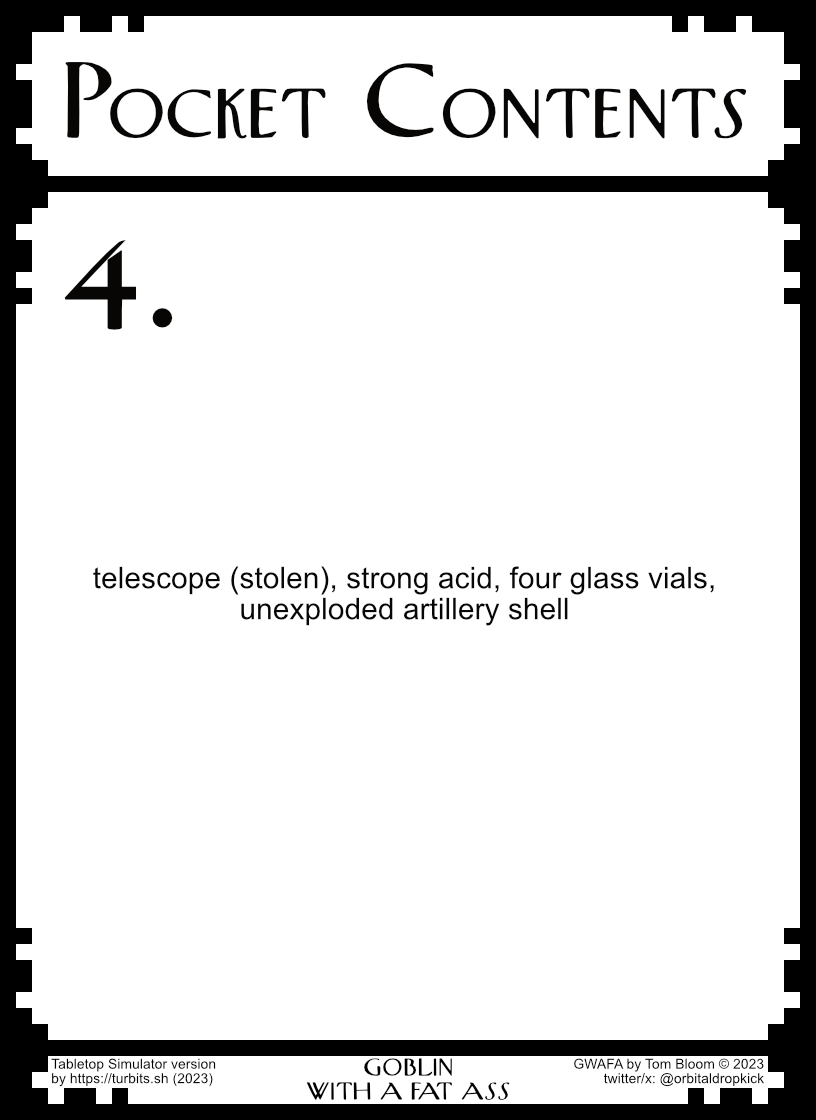 Pocket Contents
4.
telescope (stolen), strong acid, four glass vials,
unexploded artillery shell
Tabletop Simulator version
by https://turbits.sh (2023)
GOBLIN
WITH A FAT ASS
GWAFA by Tom Bloom © 2023
twitter/x: @orbitaldropkick